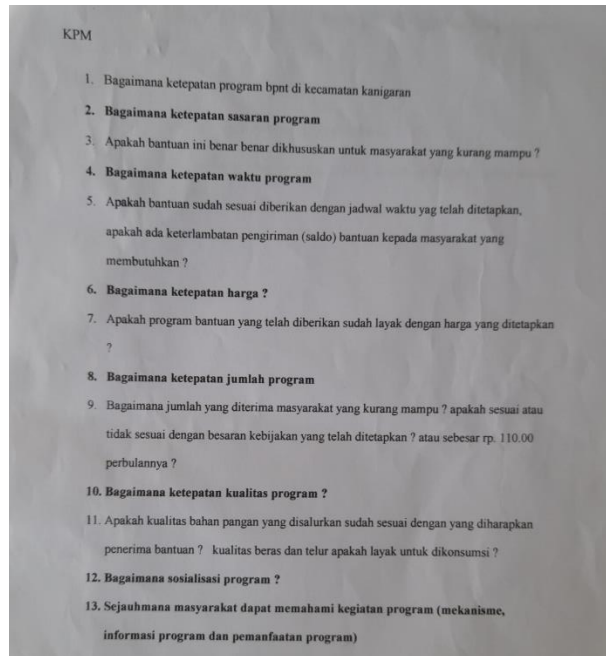 KPM
1. Bagaimana ketepatan program bpnt di kecamatan kanigaran
2. Bagaimana ketepatan sasaran program
3. Apakah bantuan ini benar benar dikhususkan untuk masyarakat yang kurang mampu ?
4. Bagaimana ketepatan waktu program
5. Apakah bantuan sudah sesuai diberikan dengan jadwal waktu yag telah ditetapkan,
apakah ada keterlambatan pengiriman (saldo) bantuan kepada masyarakat yang
membutuhkan ?
6. Bagaimana ketepatan harga ?
7. Apakah program bantuan yang telah diberikan sudah layak dengan harga yang ditetapkan
?
8. Bagaimana ketepatan jumlah program
9. Bagaimana jumlah yang diterima masyarakat yang kurang mampu ? apakah sesuai atau
tidak sesuai dengan besaran kebijakan yang telah ditetapkan ? atau sebesar rp. 110.00
perbulannya ?
10. Bagaimana ketepatan kualitas program ?
11. Apakah kualitas bahan pangan yang disalurkan sudah sesuai dengan yang diharapkan
penerima bantuan ? kualitas beras dan telur apakah layak untuk dikonsumsi ?
12. Bagaimana sosialisasi program ?
13. Sejauhmana masyarakat dapat memahami kegiatan program (mekanisme,
informasi program dan pemanfaatan program)